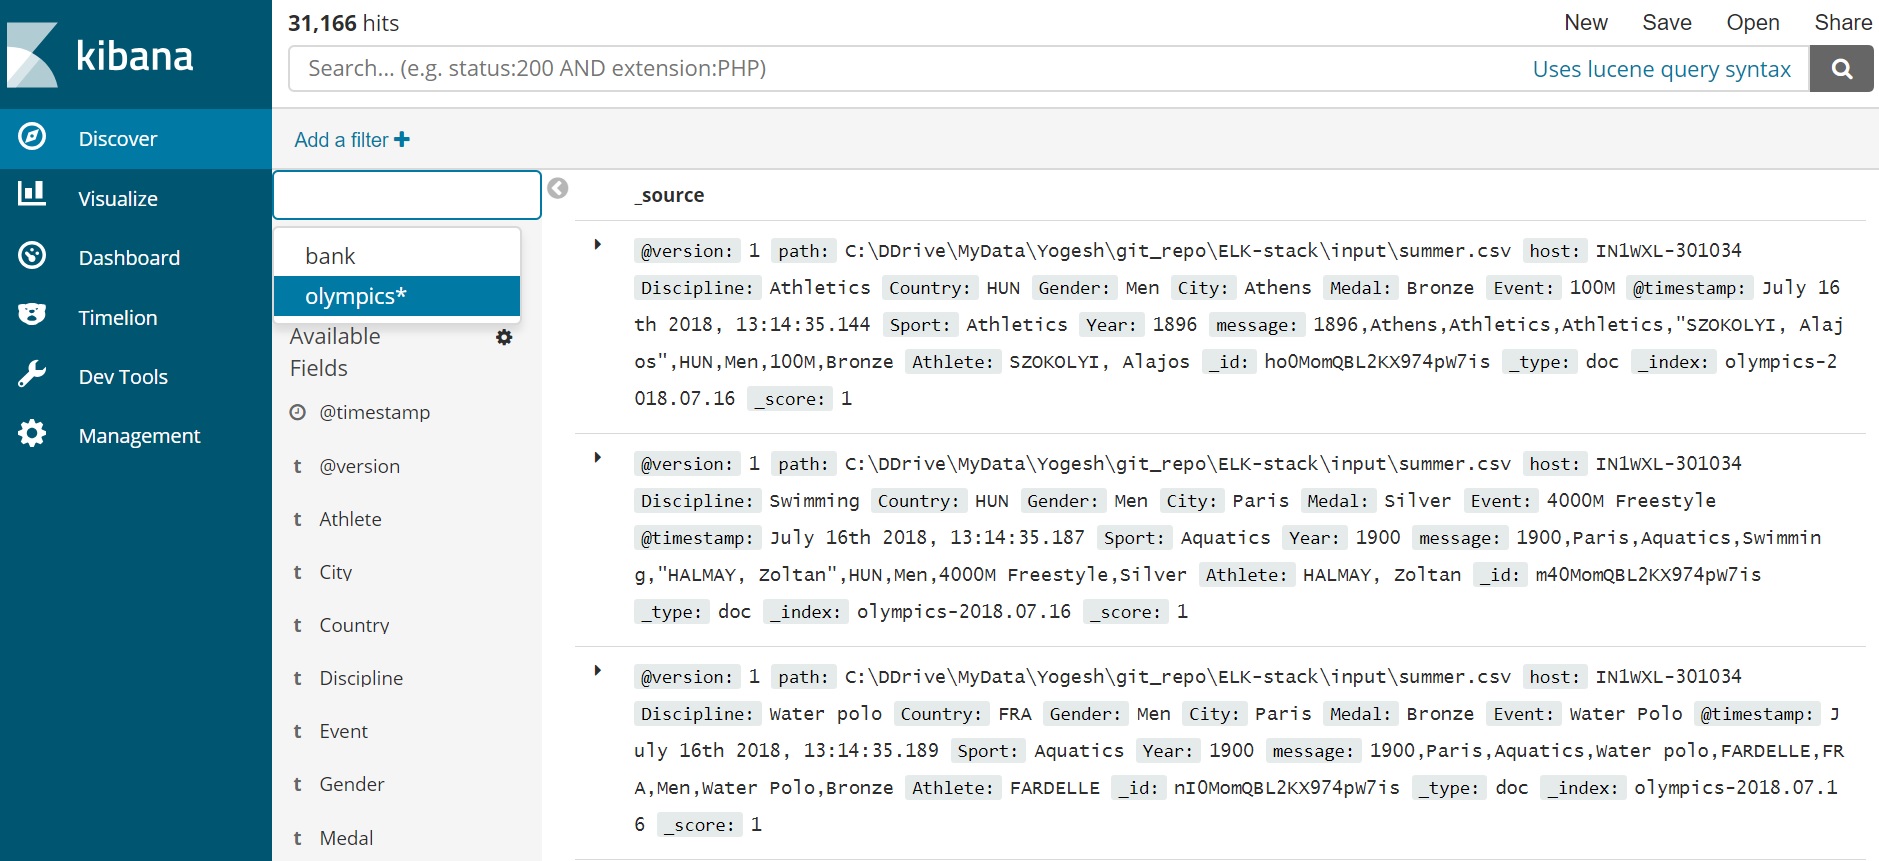 kibana
Discover
Visualize
Dashboard
Timelion
Dev Tools
Management
31,166 hits
New Save Open Share
Search... (e.g. status:200 AND extension:PHP)
Uses lucene query syntax
Add a filter +
bank
olympics*
Available
Fields
@timestamp
t @version
t Athlete
t City
t Country
t Discipline
t Event
t Gender
t Medal
_source
@version: 1 path: C:\DDrive\MyData\Yogesh\git_repo\ELK-stack\input\summer.csv host: IN1WXL-301034
Discipline: Athletics Country: HUN Gender: Men City: Athens Medal: Bronze Event: 100M @timestamp: July 16
th 2018, 13:14:35.144 Sport: Athletics Year: 1896 message: 1896,Athens,Athletics,Athletics,"SZOKOLYI, Alaj
os",HUN,Men,100M,Bronze Athlete: SZOKOLYI, Alajos _id: ho0MomQBL2KX974pW7is _type: doc _index: olympics-2
018.07.16 _score: 1
@version: 1 path: C:\DDrive\MyData\Yogesh\git_repo\ELK-stack\input\summer.csv host: IN1WXL-301034
Discipline: Swimming Country: HUN Gender: Men City: Paris Medal: Silver Event: 4000M Freestyle
@timestamp: July 16th 2018, 13:14:35.187 Sport: Aquatics Year: 1900 message: 1900,Paris,Aquatics,Swimmin
g,"HALMAY, Zoltan",HUN,Men,4000M Freestyle,Silver Athlete: HALMAY, Zoltan _id: m40MomQBL2KX974pW7is
_type: doc _index: olympics-2018.07.16 _score: 1
@version: 1 path: C:\DDrive\MyData\Yogesh\git_repo\ELK-stack\input\summer.csv host: IN1WXL-301034
Discipline: Water polo Country: FRA Gender: Men City: Paris Medal: Bronze Event: Water Polo @timestamp: J
uly 16th 2018, 13:14:35.189 Sport: Aquatics Year: 1900 message: 1900,Paris,Aquatics,Water polo,FARDELLE,FR
A,Men,Water Polo,Bronze Athlete: FARDELLE _id: nI0MomQBL2KX974pW7is _type: doc _index: olympics-2018.07.1
6 _score: 1